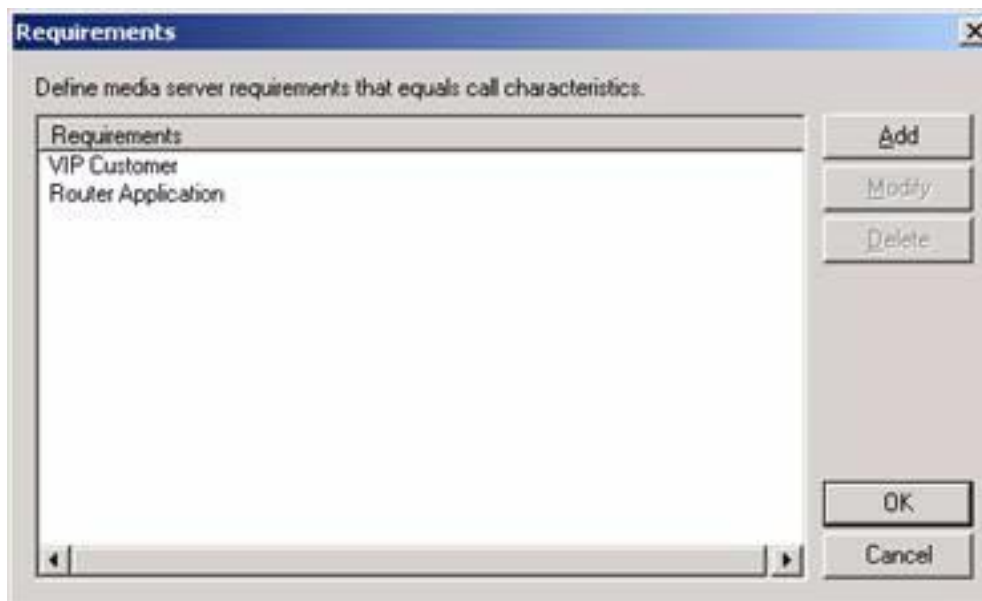 Requirements
Define media server requirements that equals call characteristics.
Requirements
VIP Customer
Router Application
Add
Modify
Delete
OK
Cancel